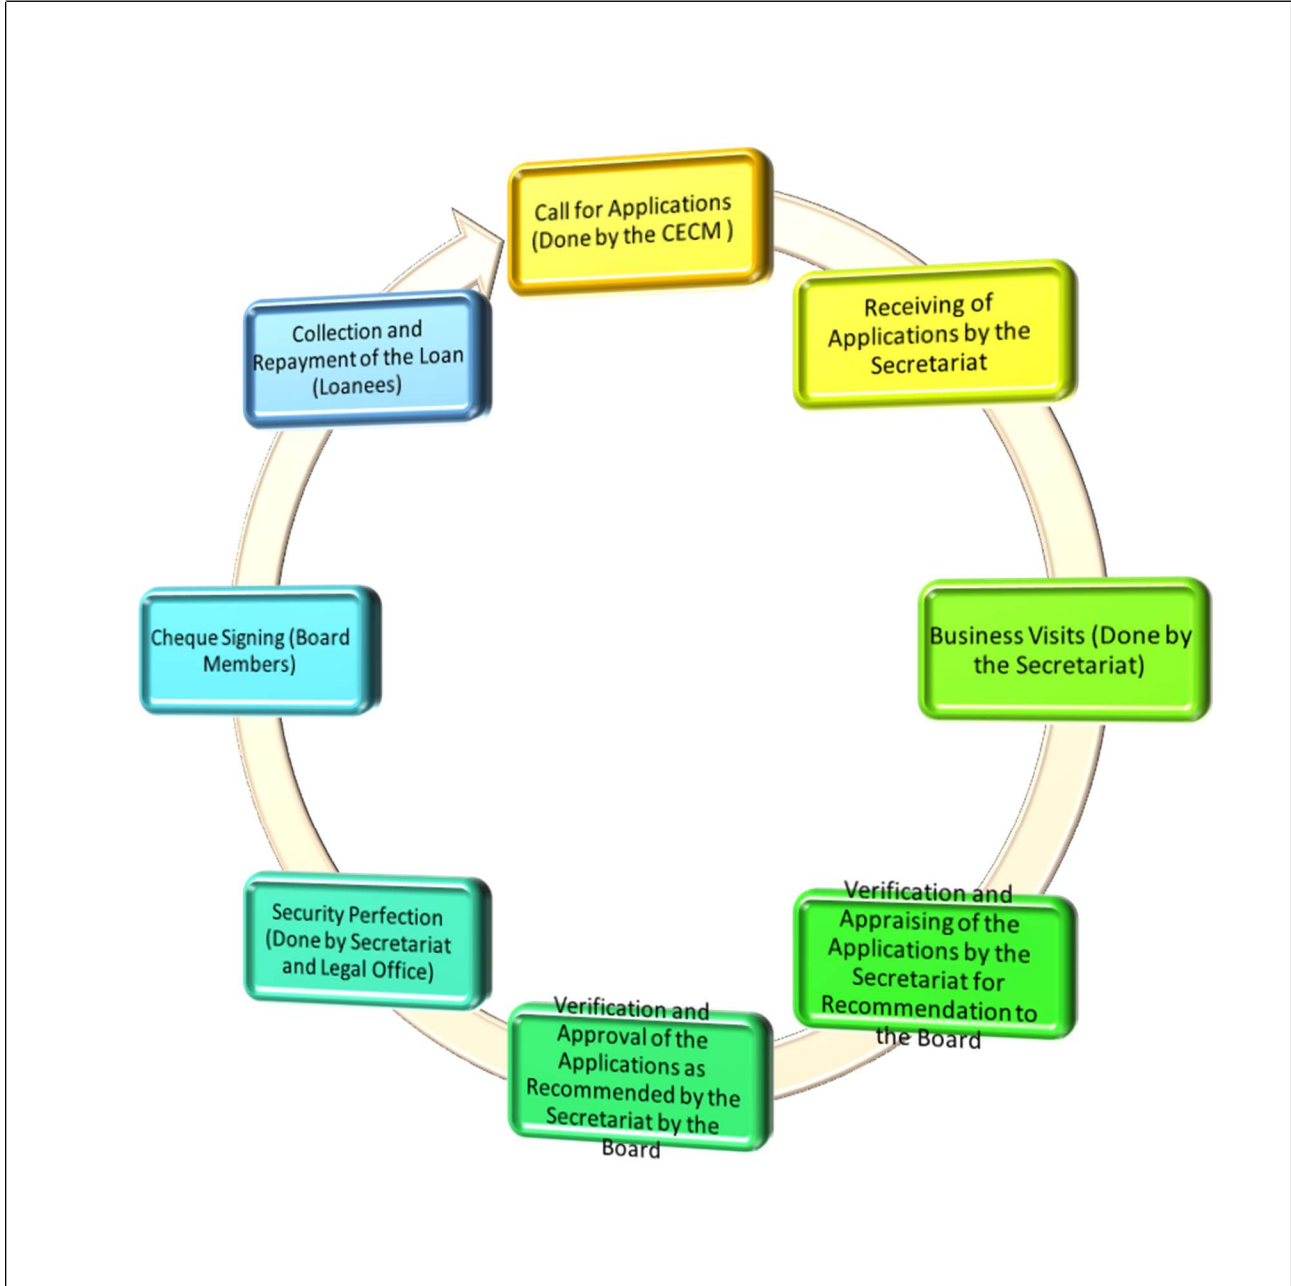 Call for Applications
(Done by the CECM )
Receiving of
Applications by the
Secretariat
Business Visits (Done by
the Secretariat)
Verification and
Appraising of the
Applications by the
Secretariat for
Recommendation to
the Board
Verification and
Approval of the
Applications as
Recommended by the
Secretariat by the
Board
Security Perfection
(Done by Secretariat
and Legal Office)
Cheque Signing (Board
Members)
Collection and
Repayment of the Loan
(Loanees)